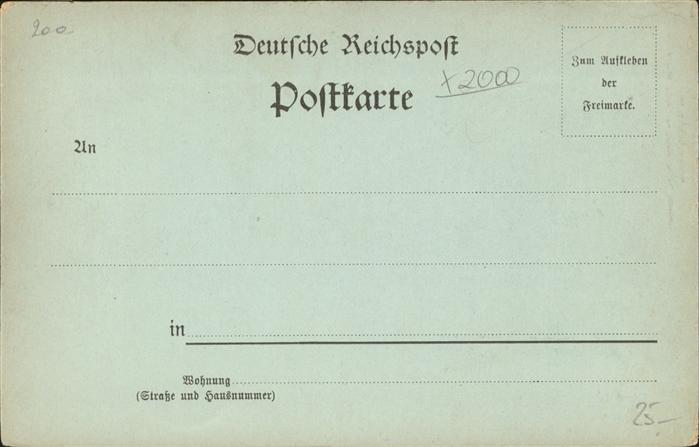 200
Deutsche Reichspost
Postkarte
x2000
Zum Aufkleben
der
Freimarke.
An
in
Wohnung
(Straße und Hausnummer)
25-